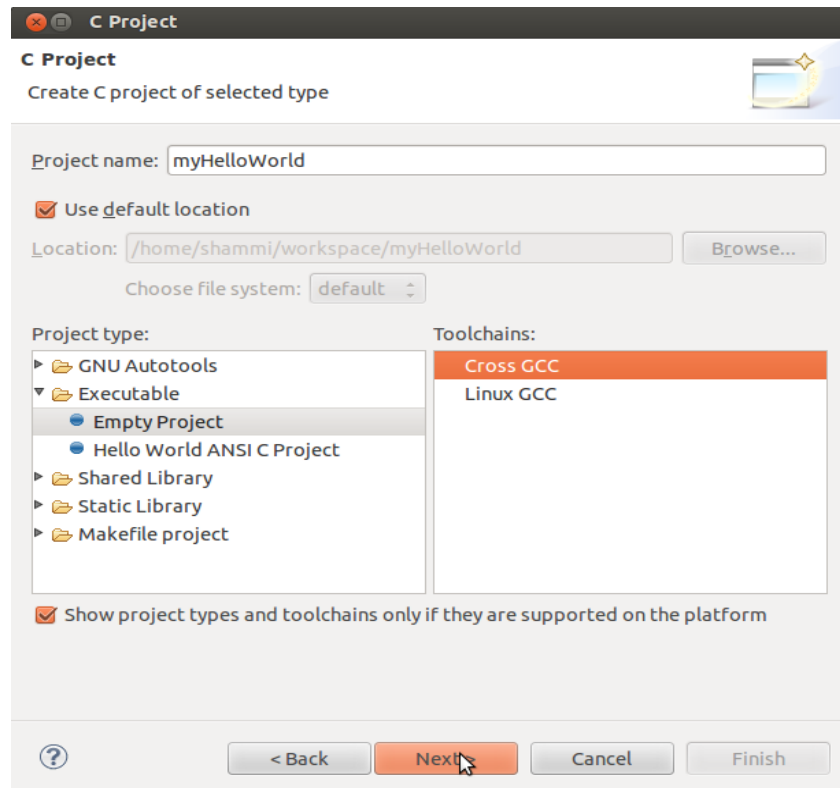 C Project
C Project
Create C project of selected type
Project name: myHelloWorld
Use default location
Location: /home/shammi/workspace/myHelloWorld Browse...
Choose file system: default
Project type: Toolchains:
GNU Autotools Cross GCC
Executable Linux GCC
Empty Project
Hello World ANSI C Project
Shared Library
Static Library
Makefile project
Show project types and toolchains only if they are supported on the platform
? < Back Next > Cancel Finish